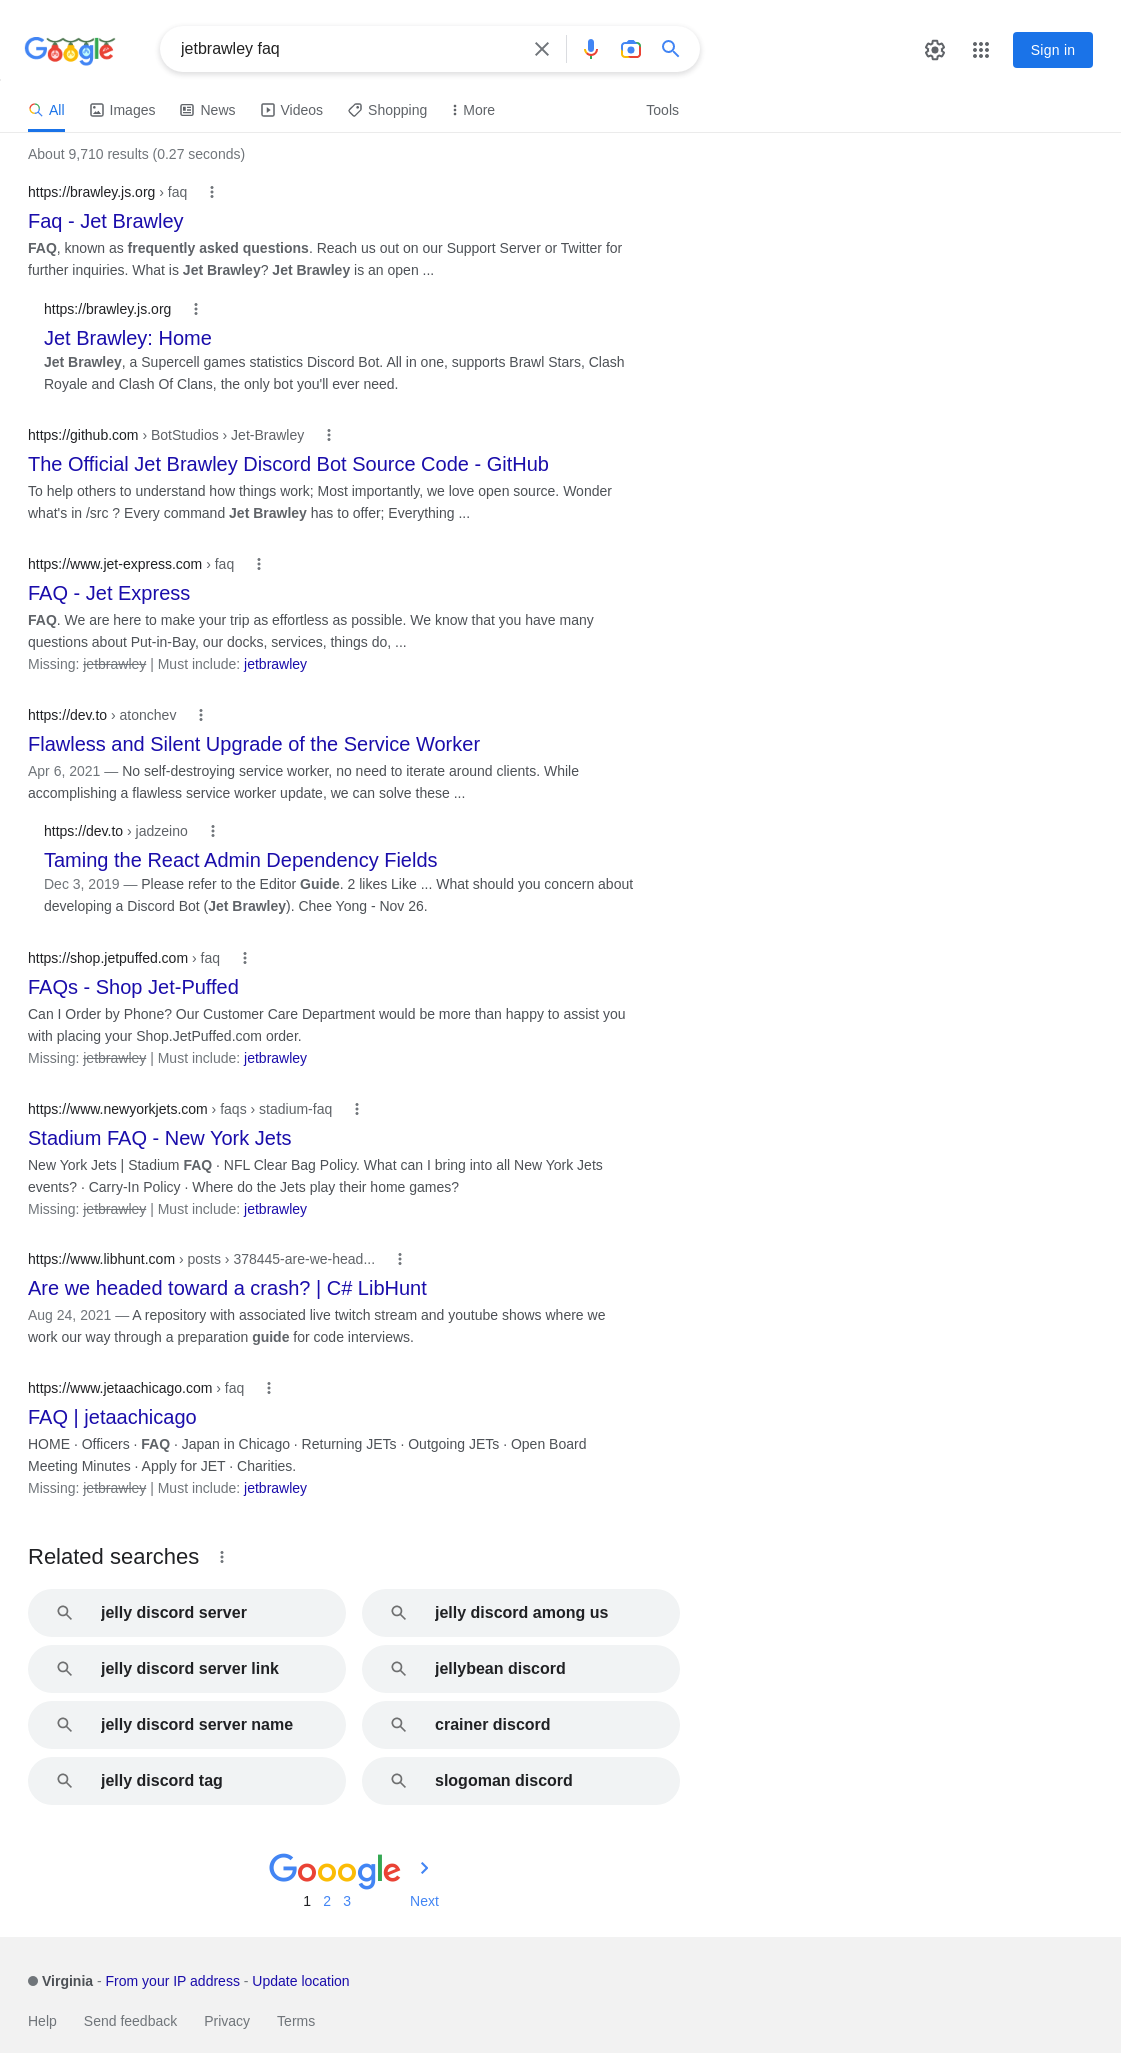 Google
jetbrawley faq
Sign in
All Images News Videos Shopping More Tools
About 9,710 results (0.27 seconds)
https://brawley.js.org › faq
Faq - Jet Brawley
FAQ, known as frequently asked questions. Reach us out on our Support Server or Twitter for
further inquiries. What is Jet Brawley? Jet Brawley is an open ...
https://brawley.js.org
Jet Brawley: Home
Jet Brawley, a Supercell games statistics Discord Bot. All in one, supports Brawl Stars, Clash
Royale and Clash Of Clans, the only bot you'll ever need.
https://github.com › BotStudios › Jet-Brawley
The Official Jet Brawley Discord Bot Source Code - GitHub
To help others to understand how things work; Most importantly, we love open source. Wonder
what's in /src ? Every command Jet Brawley has to offer; Everything ...
https://www.jet-express.com › faq
FAQ - Jet Express
FAQ. We are here to make your trip as effortless as possible. We know that you have many
questions about Put-in-Bay, our docks, services, things do, ...
Missing: jetbrawley | Must include: jetbrawley
https://dev.to › atonchev
Flawless and Silent Upgrade of the Service Worker
Apr 6, 2021 — No self-destroying service worker, no need to iterate around clients. While
accomplishing a flawless service worker update, we can solve these ...
https://dev.to › jadzeino
Taming the React Admin Dependency Fields
Dec 3, 2019 — Please refer to the Editor Guide. 2 likes Like ... What should you concern about
developing a Discord Bot (Jet Brawley). Chee Yong - Nov 26.
https://shop.jetpuffed.com › faq
FAQs - Shop Jet-Puffed
Can I Order by Phone? Our Customer Care Department would be more than happy to assist you
with placing your Shop.JetPuffed.com order.
Missing: jetbrawley | Must include: jetbrawley
https://www.newyorkjets.com › faqs › stadium-faq
Stadium FAQ - New York Jets
New York Jets | Stadium FAQ · NFL Clear Bag Policy. What can I bring into all New York Jets
events? · Carry-In Policy · Where do the Jets play their home games?
Missing: jetbrawley | Must include: jetbrawley
https://www.libhunt.com › posts › 378445-are-we-head...
Are we headed toward a crash? | C# LibHunt
Aug 24, 2021 — A repository with associated live twitch stream and youtube shows where we
work our way through a preparation guide for code interviews.
https://www.jetaachicago.com › faq
FAQ | jetaachicago
HOME · Officers · FAQ · Japan in Chicago · Returning JETs · Outgoing JETs · Open Board
Meeting Minutes · Apply for JET · Charities.
Missing: jetbrawley | Must include: jetbrawley
Related searches
jelly discord server
jelly discord among us
jelly discord server link
jellybean discord
jelly discord server name
crainer discord
jelly discord tag
slogoman discord
Gooogle
1 2 3 Next
Virginia - From your IP address - Update location
Help Send feedback Privacy Terms